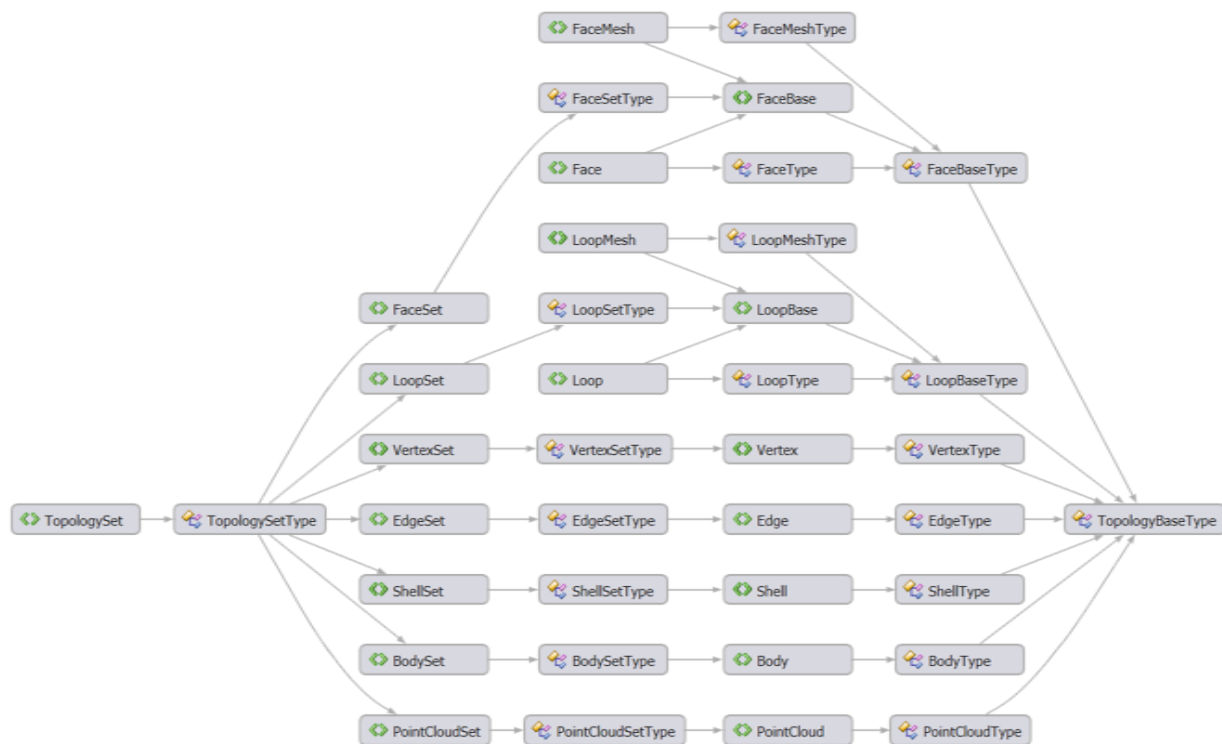 FaceMesh
FaceMeshType
FaceSetType
FaceBase
Face
FaceType
FaceBaseType
LoopMesh
LoopMeshType
FaceSet
LoopSetType
LoopBase
LoopSet
Loop
LoopType
LoopBaseType
VertexSet
VertexSetType
Vertex
VertexType
TopologySet
TopologySetType
EdgeSet
EdgeSetType
Edge
EdgeType
TopologyBaseType
ShellSet
ShellSetType
Shell
ShellType
BodySet
BodySetType
Body
BodyType
PointCloudSet
PointCloudSetType
PointCloud
PointCloudType